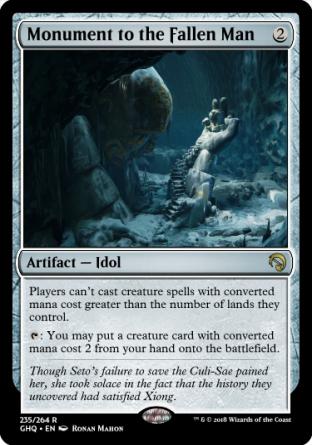 Monument to the Fallen Man 2
Artifact — Idol
Players can't cast creature spells with converted
mana cost greater than the number of lands they
control.
: You may put a creature card with converted
mana cost 2 from your hand onto the battlefield.
Though Seto's failure to save the Culi-Sae pained
her, she took solace in the fact that the history they
uncovered had satisfied Xiong.
235/264 R
GHQ • EN Ronan Mahon
™ & © 2018 Wizards of the Coast